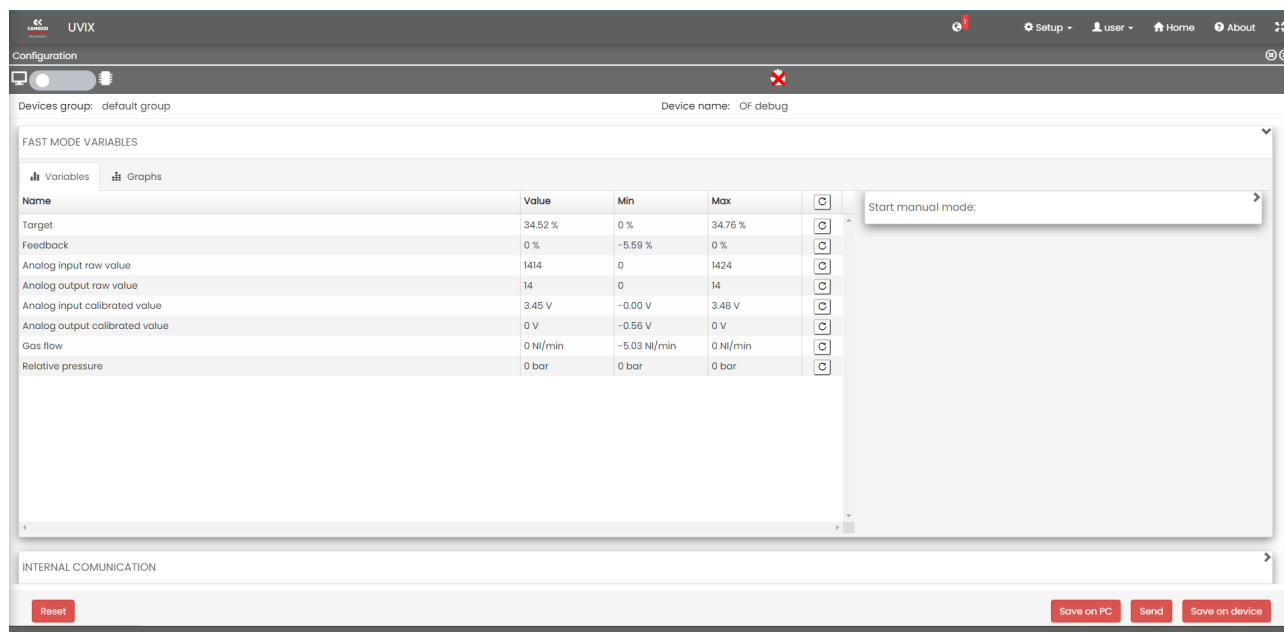 CAMOZZI
UVIX
1
Setup
user
Home
About
Configuration
Devices group: default group
Device name: OF debug
FAST MODE VARIABLES
Variables
Graphs
Name Value Min Max
Target 34.52 % 0 % 34.76 %
Feedback 0 % -5.59 % 0 %
Analog input raw value 1414 0 1424
Analog output raw value 14 0 14
Analog input calibrated value 3.45 V -0.00 V 3.48 V
Analog output calibrated value 0 V -0.56 V 0 V
Gas flow 0 Nl/min -5.03 Nl/min 0 Nl/min
Relative pressure 0 bar 0 bar 0 bar
Start manual mode:
INTERNAL COMUNICATION
Reset
Save on PC
Send
Save on device